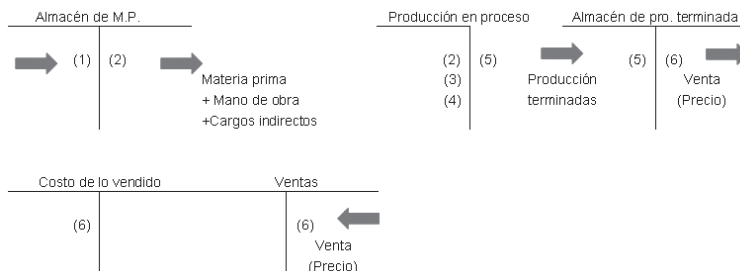 Almacén de M.P.
Producción en proceso
Almacén de pro. terminada
(1) (2)
Materia prima
+ Mano de obra
+Cargos indirectos
(2) (5)
(3)
(4)
Producción
terminadas
(5) (6)
Venta
(Precio)
Costo de lo vendido
Ventas
(6)
(6)
Venta
(Precio)